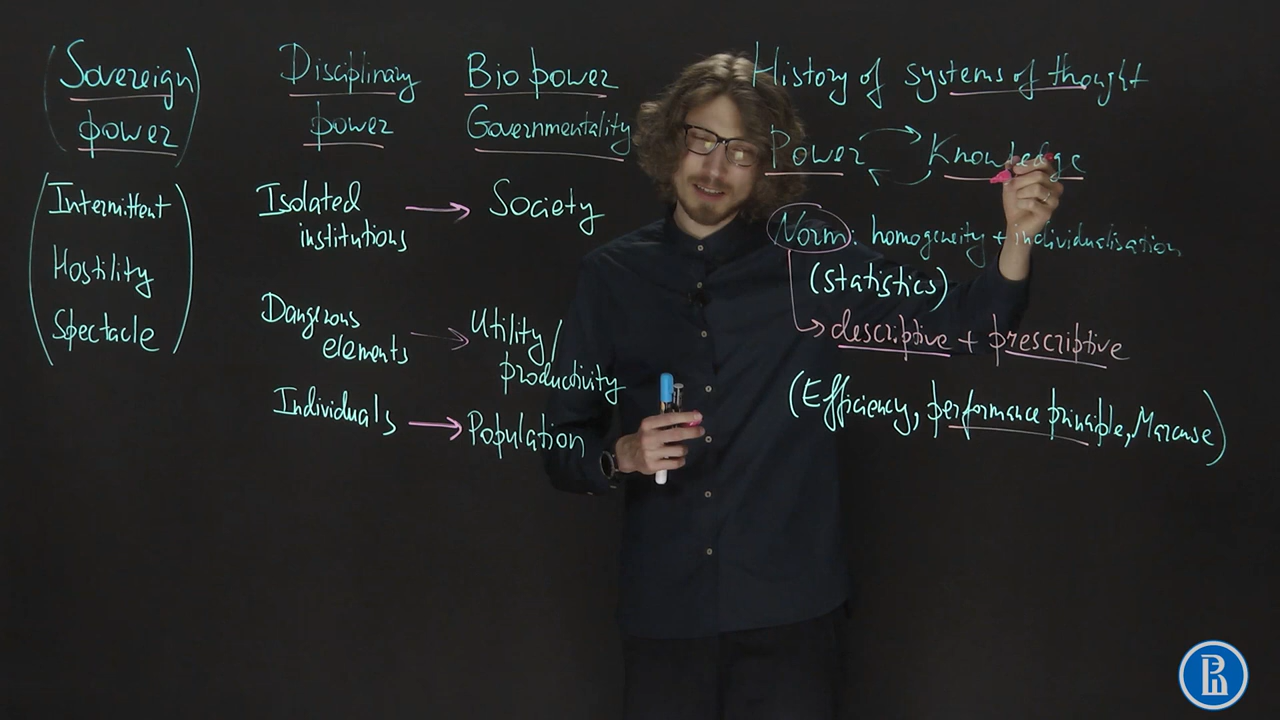 (Sovereign power)
(Intermittent
Hostility
Spectacle)
Disciplinary
power
Isolated
institutions →
Dangerous
elements →
Individuals →
Bio power
Governmentality
Society
Utility/
productivity
Population
History of systems of thought
Power Knowledge
Norm: homogeneity + individualisation
(statistics)
descriptive + prescriptive
(Efficiency, performance principle, Marcuse)